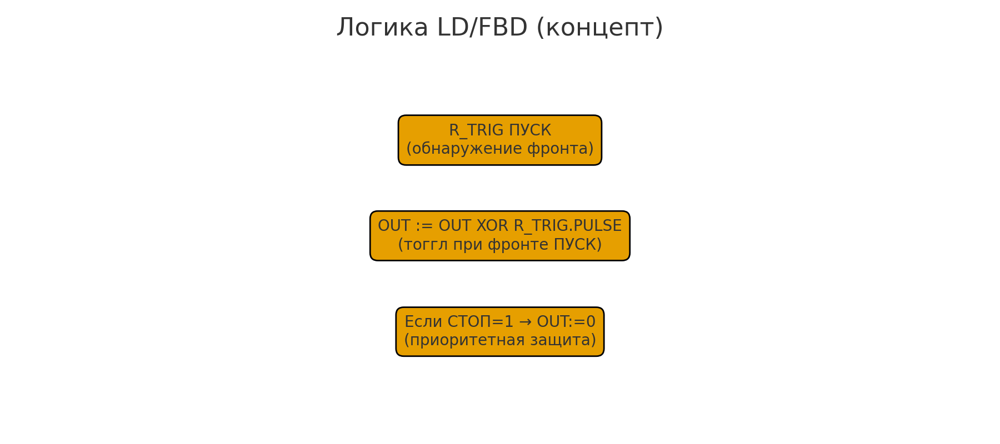 Логика LD/FBD (концепт)
R_TRIG ПУСК
(обнаружение фронта)
OUT := OUT XOR R_TRIG.PULSE
(тоггл при фронте ПУСК)
Если СТОП=1 → OUT:=0
(приоритетная защита)